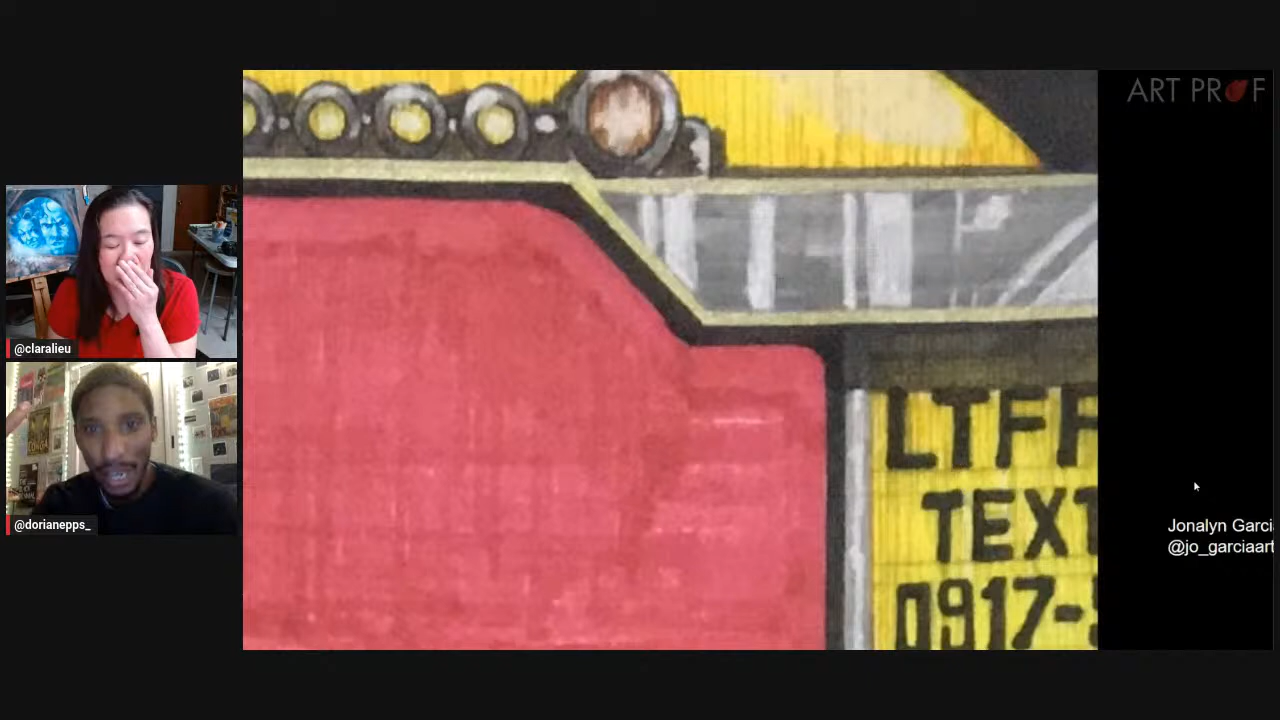 ART PROF
@claralieu
@dorianepps_
LTFF
TEXT
0917-
Jonalyn Garci
@jo_garciaart